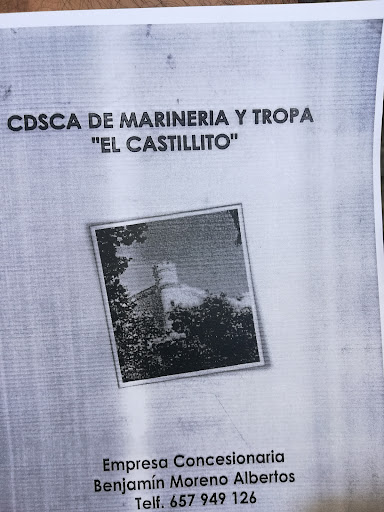 CDSCA DE MARINERIA Y TROPA
"EL CASTILLITO"
Empresa Concesionaria
Benjamín Moreno Albertos
Telf. 657 949 126